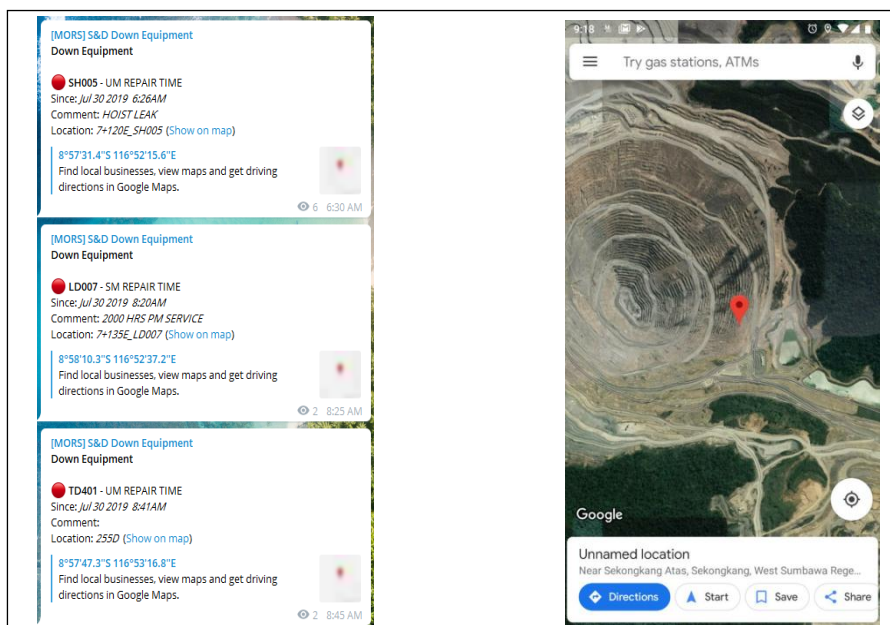 [MORS] S&D Down Equipment
Down Equipment
SH005 - UM REPAIR TIME
Since: Jul 30 2019 6:26AM
Comment: HOIST LEAK
Location: 7+120E_SH005 (Show on map)
8°57'31.4"S 116°52'15.6"E
Find local businesses, view maps and get driving
directions in Google Maps.
6 6:30 AM
[MORS] S&D Down Equipment
Down Equipment
LD007 - SM REPAIR TIME
Since: Jul 30 2019 8:20AM
Comment: 2000 HRS PM SERVICE
Location: 7+135E_LD007 (Show on map)
8°58'10.3"S 116°52'37.2"E
Find local businesses, view maps and get driving
directions in Google Maps.
2 8:25 AM
[MORS] S&D Down Equipment
Down Equipment
TD401 - UM REPAIR TIME
Since: Jul 30 2019 8:41AM
Comment:
Location: 255D (Show on map)
8°57'47.3"S 116°53'16.8"E
Find local businesses, view maps and get driving
directions in Google Maps.
2 8:45 AM
9:18
Try gas stations, ATMs
Google
Unnamed location
Near Sekongkang Atas, Sekongkang, West Sumbawa Rege...
Directions Start Save Share